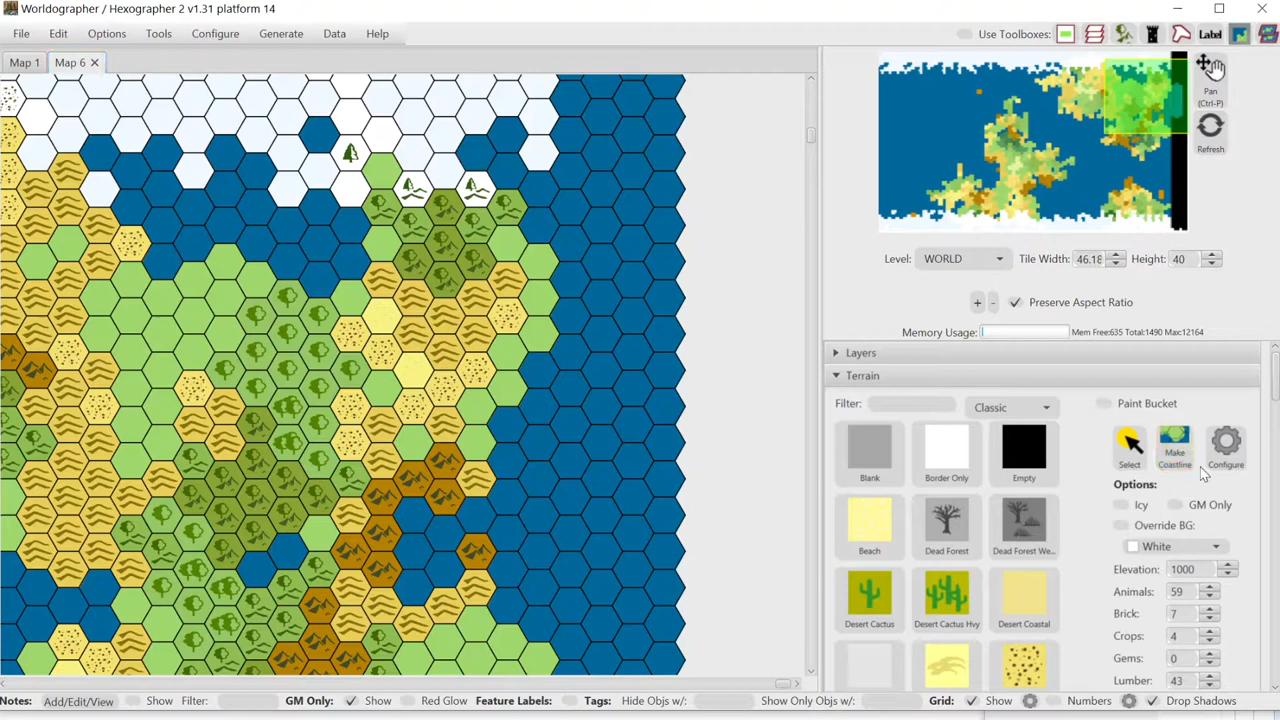 Worldographer / Hexographer 2 v1.31 platform 14
File Edit Options Tools Configure Generate Data Help
Use Toolboxes: Label
Map 1 Map 6
Pan
(Ctrl-P)
Refresh
Level: WORLD Tile Width: 46.18 Height: 40
+ - Preserve Aspect Ratio
Memory Usage: Mem Free:635 Total:1490 Max:12164
Layers
Terrain
Filter: Classic Paint Bucket
Blank Border Only Empty
Select Make Coastline Configure
Options:
Icy GM Only
Override BG:
White
Beach Dead Forest Dead Forest We...
Elevation: 1000
Animals: 59
Brick: 7
Desert Cactus Desert Cactus Hvy Desert Coastal
Crops: 4
Gems: 0
Lumber: 43
Notes: Add/Edit/View Show Filter: GM Only: Show Red Glow Feature Labels: Tags: Hide Objs w/: Show Only Objs w/: Grid: Show Numbers Drop Shadows